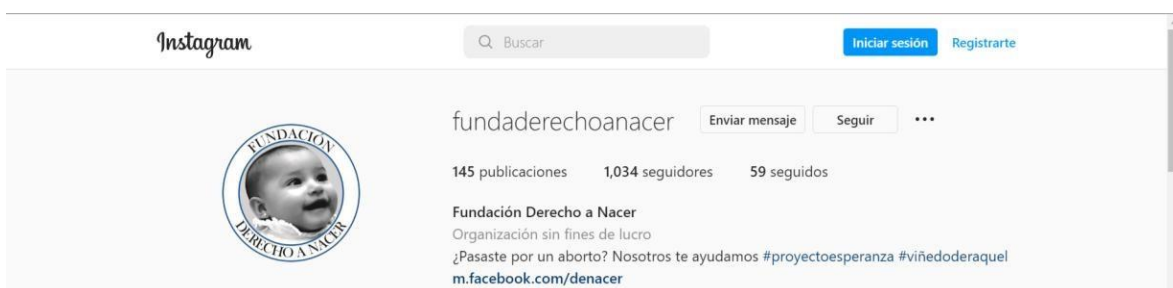 Instagram
Buscar
Iniciar sesión
Registrarte
FUNDACIÓN
DERECHO A NACER
fundaderechoanacer
Enviar mensaje
Seguir
145 publicaciones 1,034 seguidores 59 seguidos
Fundación Derecho a Nacer
Organización sin fines de lucro
¿Pasaste por un aborto? Nosotros te ayudamos #proyectoesperanza #viñedoderaquel
m.facebook.com/denacer